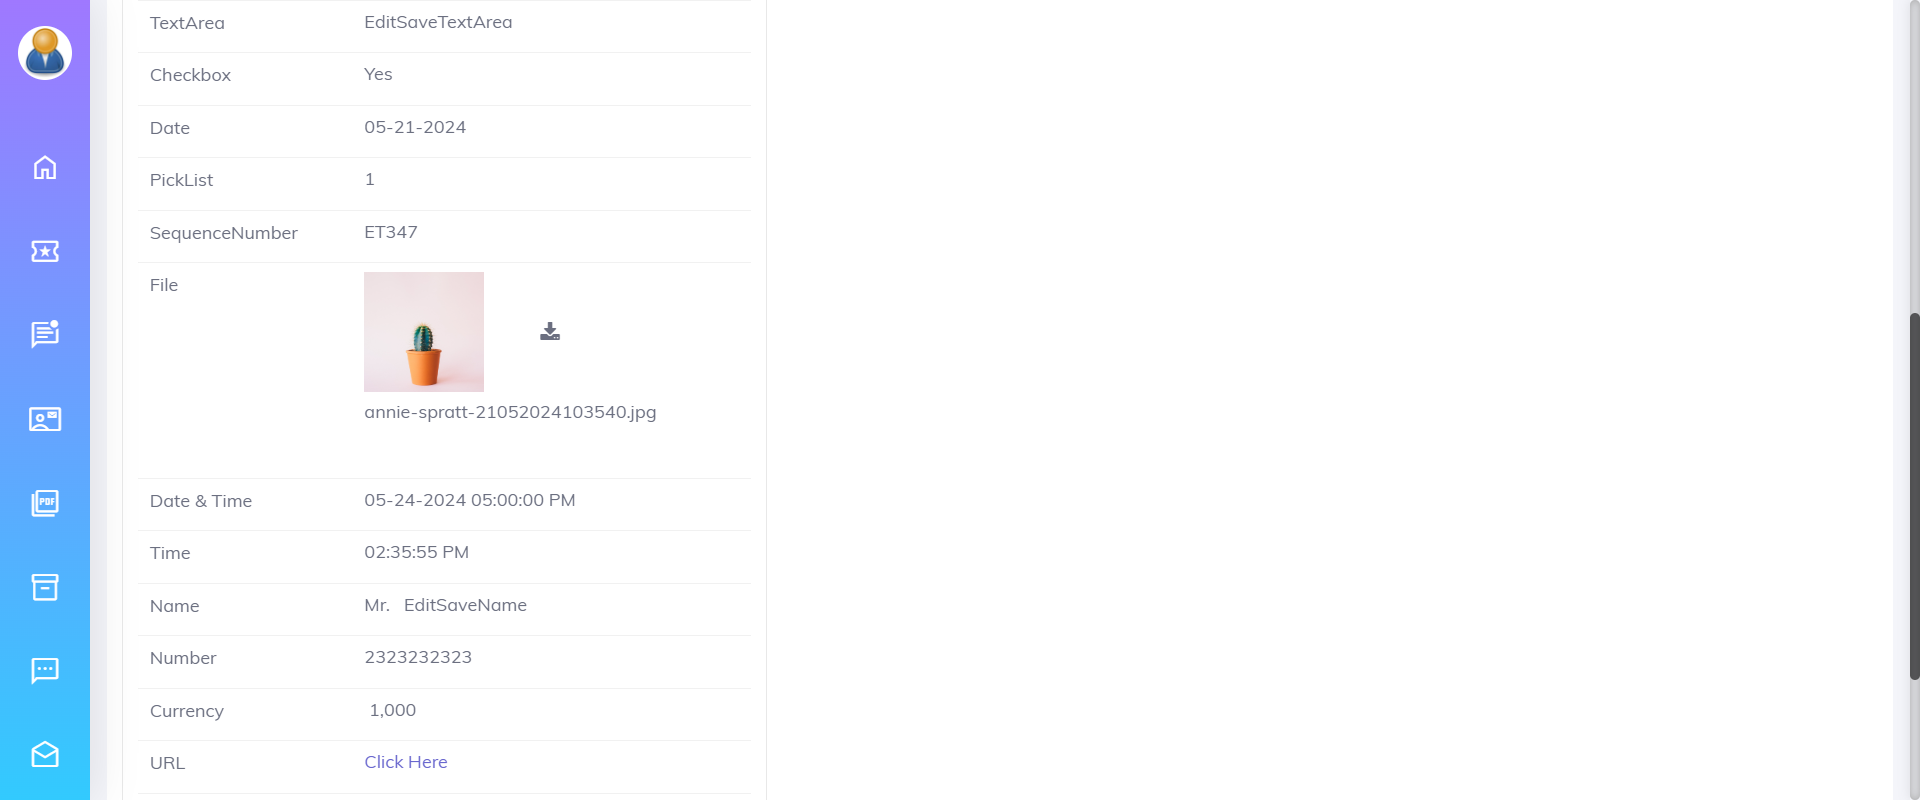 TextArea EditSaveTextArea
Checkbox Yes
Date 05-21-2024
PickList 1
SequenceNumber ET347
File
annie-spratt-21052024103540.jpg
Date & Time 05-24-2024 05:00:00 PM
Time 02:35:55 PM
Name Mr. EditSaveName
Number 2323232323
Currency 1,000
URL Click Here
PDF